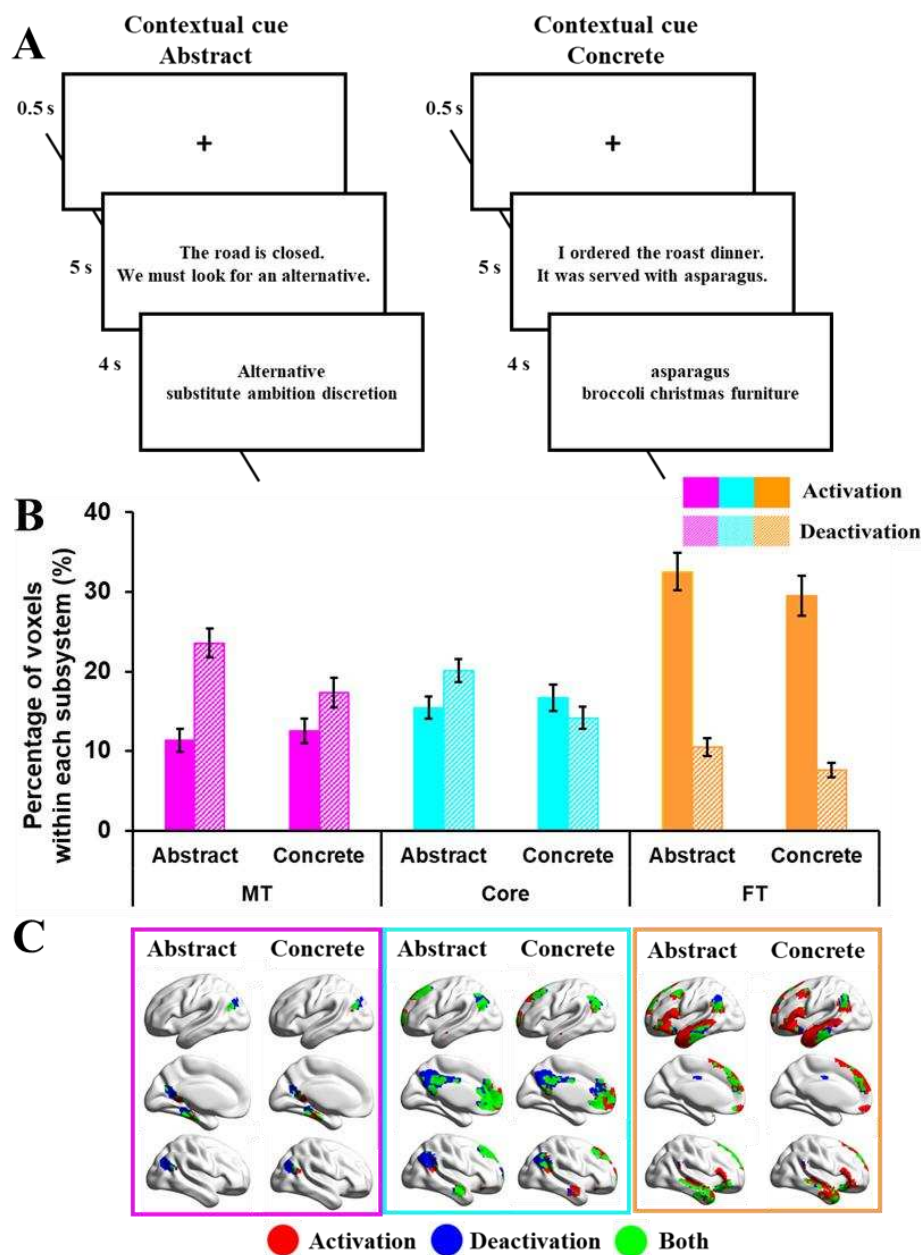 A
Contextual cue
Abstract
0.5 s
+
5 s
The road is closed.
We must look for an alternative.
4 s
Alternative
substitute ambition discretion
Contextual cue
Concrete
0.5 s
+
5 s
I ordered the roast dinner.
It was served with asparagus.
4 s
asparagus
broccoli christmas furniture
B
Activation
Deactivation
Percentage of voxels
within each subsystem (%)
40
30
20
10
0
Abstract Concrete Abstract Concrete Abstract Concrete
MT Core FT
C
Abstract Concrete Abstract Concrete Abstract Concrete
Activation Deactivation Both